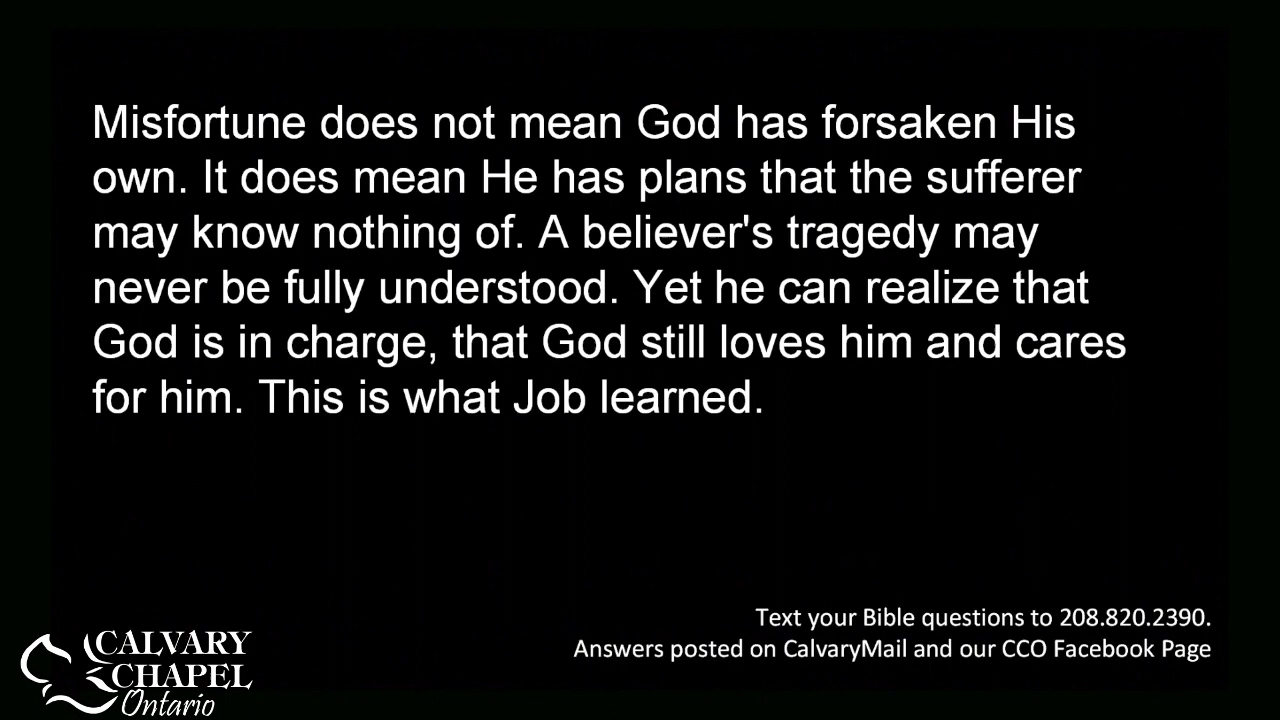 Misfortune does not mean God has forsaken His
own. It does mean He has plans that the sufferer
may know nothing of. A believer's tragedy may
never be fully understood. Yet he can realize that
God is in charge, that God still loves him and cares
for him. This is what Job learned.
Text your Bible questions to 208.820.2390.
Answers posted on CalvaryMail and our CCO Facebook Page
CALVARY
CHAPEL
Ontario